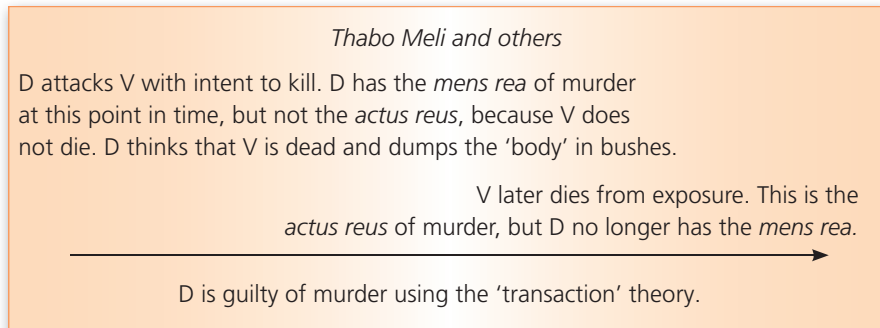 Thabo Meli and others
D attacks V with intent to kill. D has the mens rea of murder
at this point in time, but not the actus reus, because V does
not die. D thinks that V is dead and dumps the ‘body’ in bushes.
V later dies from exposure. This is the
actus reus of murder, but D no longer has the mens rea.
D is guilty of murder using the ‘transaction’ theory.